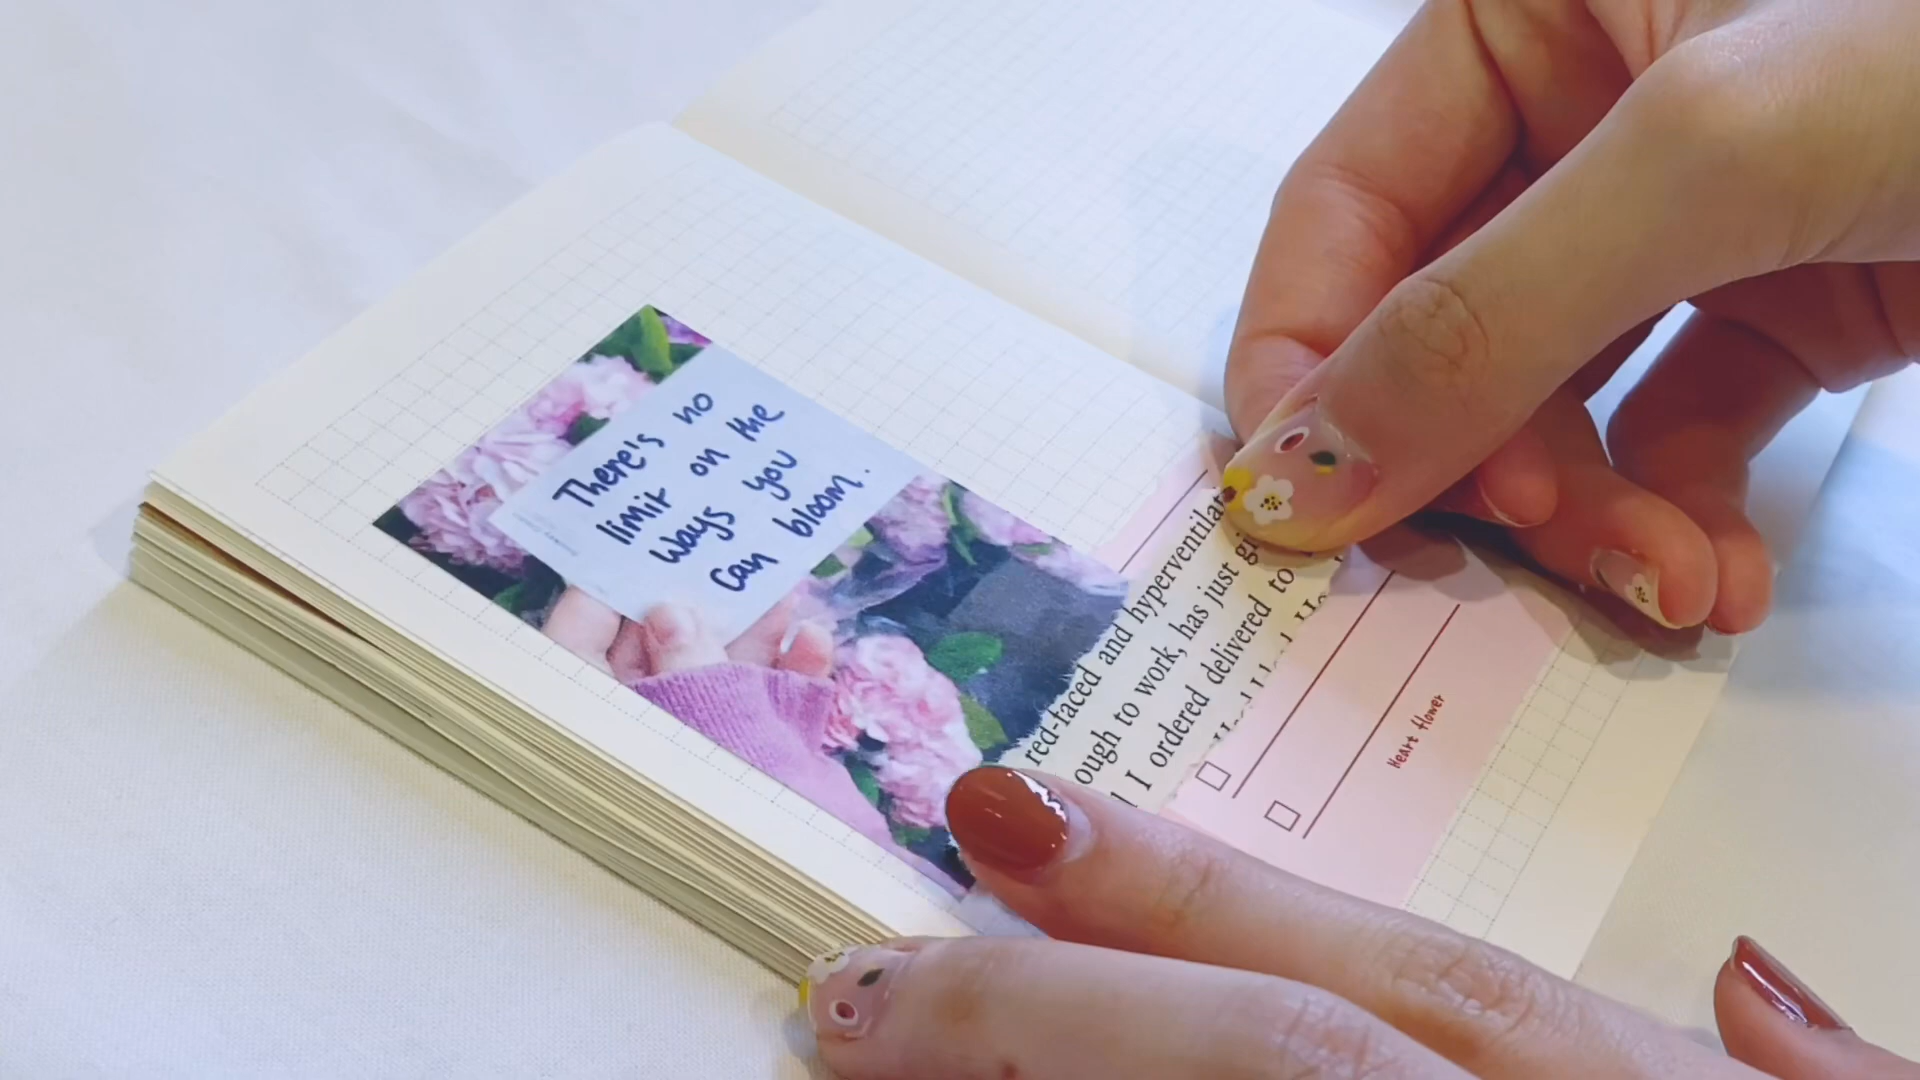 There's no
limit on the
ways you
can bloom.
red-faced and hyperventilat
ough to work, has just gi
I ordered delivered to
Heart flower